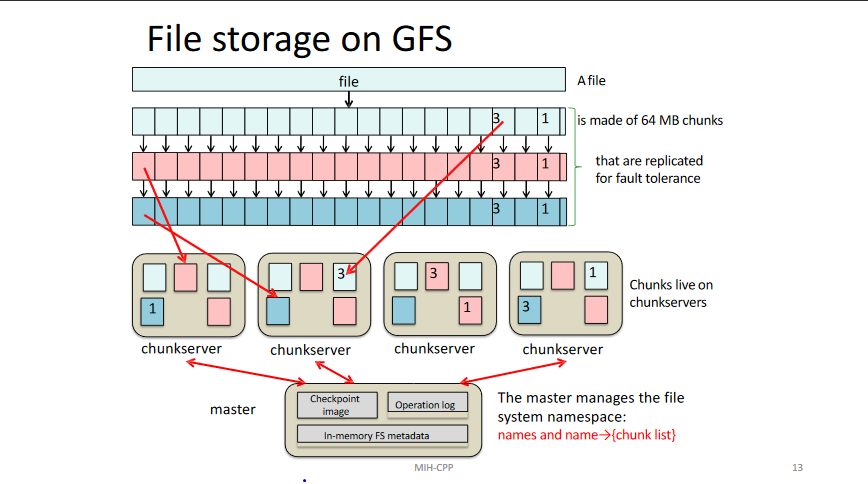 File storage on GFS
file
A file
3 1
is made of 64 MB chunks
3 1
that are replicated
for fault tolerance
3 1
3 3 1
1 1 3
Chunks live on
chunkservers
chunkserver chunkserver chunkserver chunkserver
master
Checkpoint
image
Operation log
In-memory FS metadata
The master manages the file
system namespace:
names and name→{chunk list}
MIH-CPP
13